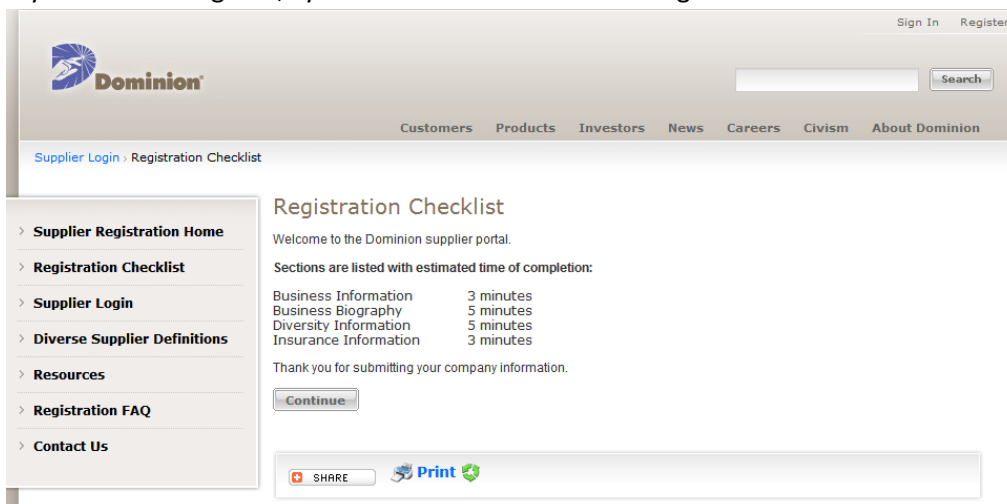 Sign In Register
Dominion
Search
Customers Products Investors News Careers Civism About Dominion
Supplier Login › Registration Checklist
Supplier Registration Home
Registration Checklist
Supplier Login
Diverse Supplier Definitions
Resources
Registration FAQ
Contact Us
Registration Checklist
Welcome to the Dominion supplier portal.
Sections are listed with estimated time of completion:
Business Information 3 minutes
Business Biography 5 minutes
Diversity Information 5 minutes
Insurance Information 3 minutes
Thank you for submitting your company information.
Continue
SHARE Print